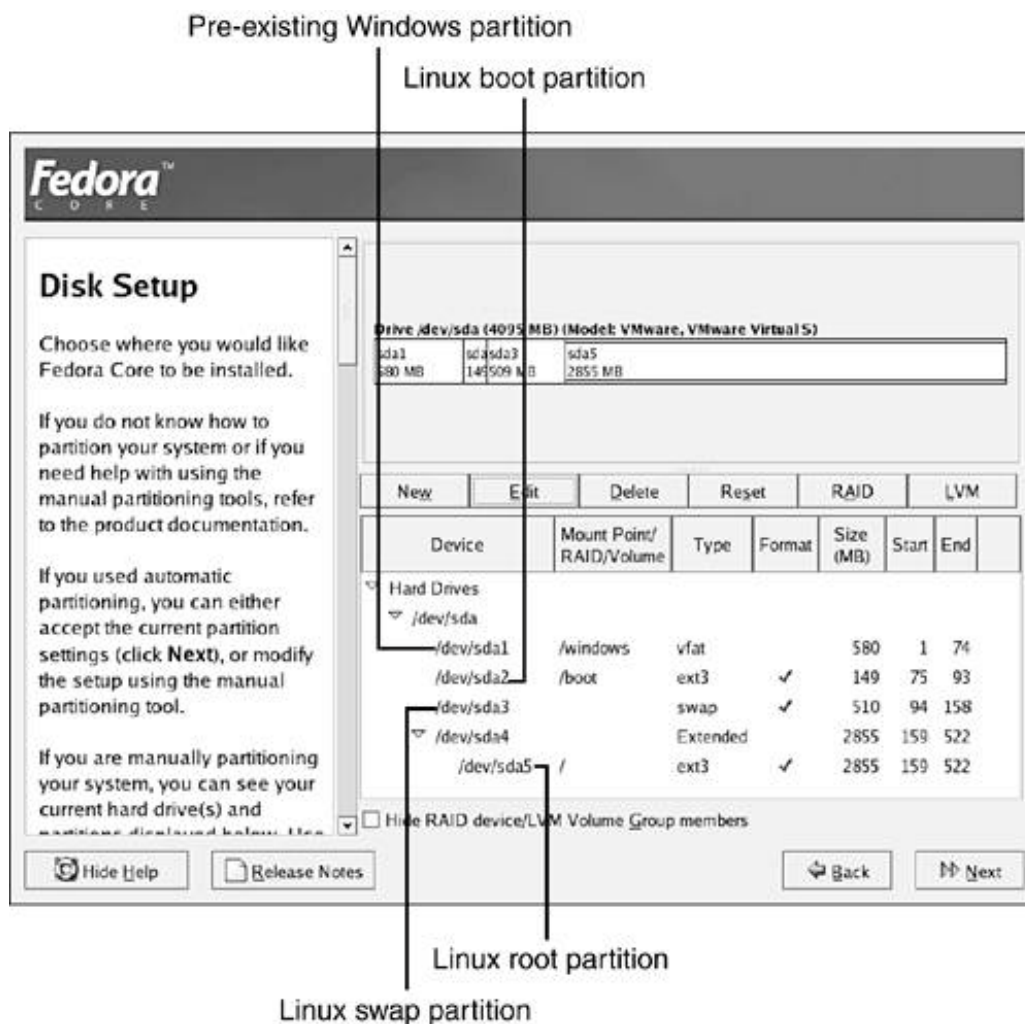 Pre-existing Windows partition
Linux boot partition
Fedora™
CORE
Disk Setup
Choose where you would like
Fedora Core to be installed.
If you do not know how to
partition your system or if you
need help with using the
manual partitioning tools, refer
to the product documentation.
If you used automatic
partitioning, you can either
accept the current partition
settings (click Next), or modify
the setup using the manual
partitioning tool.
If you are manually partitioning
your system, you can see your
current hard drive(s) and
Drive /dev/sda (4095 MB) (Model: VMware, VMware Virtual S)
sda1 sda sda3 sda5
580 MB 149 509 MB 2855 MB
New Edit Delete Reset RAID LVM
Device Mount Point/ RAID/Volume Type Format Size (MB) Start End
Hard Drives
/dev/sda
/dev/sda1 /windows vfat 580 1 74
/dev/sda2 /boot ext3 ✓ 149 75 93
/dev/sda3 swap ✓ 510 94 158
/dev/sda4 Extended 2855 159 522
/dev/sda5 / ext3 ✓ 2855 159 522
Hide RAID device/LVM Volume Group members
Hide Help Release Notes Back Next
Linux root partition
Linux swap partition